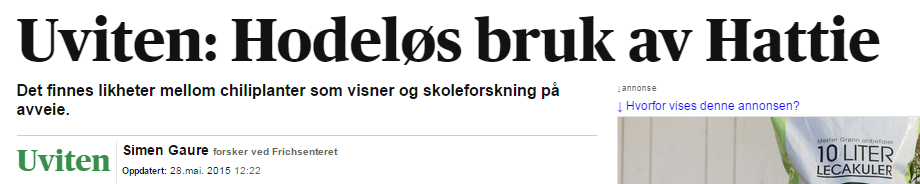 Uviten: Hodeløs bruk av Hattie
Det finnes likheter mellom chiliplanter som visner og skoleforskning på
avveie.
↓annonse
↓ Hvorfor vises denne annonsen?
Uviten
Simen Gaure forsker ved Frichsenteret
Oppdatert: 28.mai. 2015 12:22
Mester Grønn anbefaler
10 LITER
LECAKULER